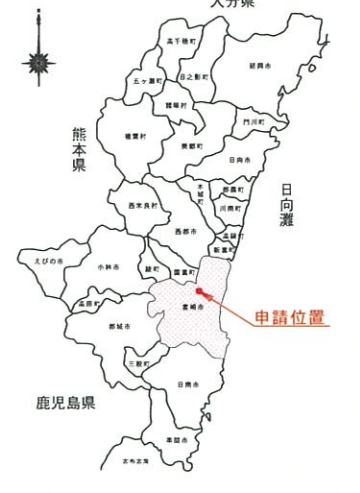 大分県
高千穂町
延岡市
五ヶ瀬町
日之影町
諸塚村
門川町
椎葉村
美郷町
熊本県
日向市
木城町
都農町
日向灘
西米良村
川南町
西都市
高鍋町
新富町
えびの市
小林市
綾町
国富町
高原町
宮崎市
申請位置
都城市
三股町
日南市
鹿児島県
串間市
志布志湾